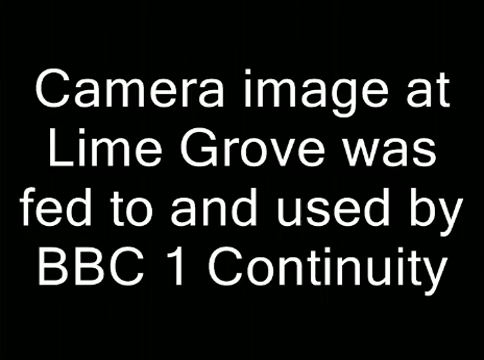 Camera image at
Lime Grove was
fed to and used by
BBC 1 Continuity